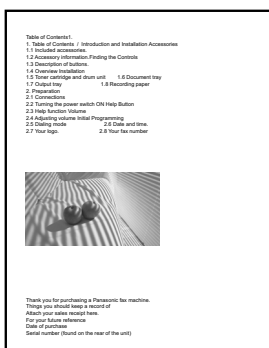 Table of Contents1.
1. Table of Contents / Introduction and Installation Accessories
1.1 Included accessories.
1.2 Accessory information.Finding the Controls
1.3 Description of buttons.
1.4 Overview Installation
1.5 Toner cartridge and drum unit 1.6 Document tray
1.7 Output tray 1.8 Recording paper
2. Preparation
2.1 Connections
2.2 Turning the power switch ON Help Button
2.3 Help function Volume
2.4 Adjusting volume Initial Programming
2.5 Dialing mode 2.6 Date and time.
2.7 Your logo. 2.8 Your fax number
Thank you for purchasing a Panasonic fax machine.
Things you should keep a record of
Attach your sales receipt here.
For your future reference
Date of purchase
Serial number (found on the rear of the unit)